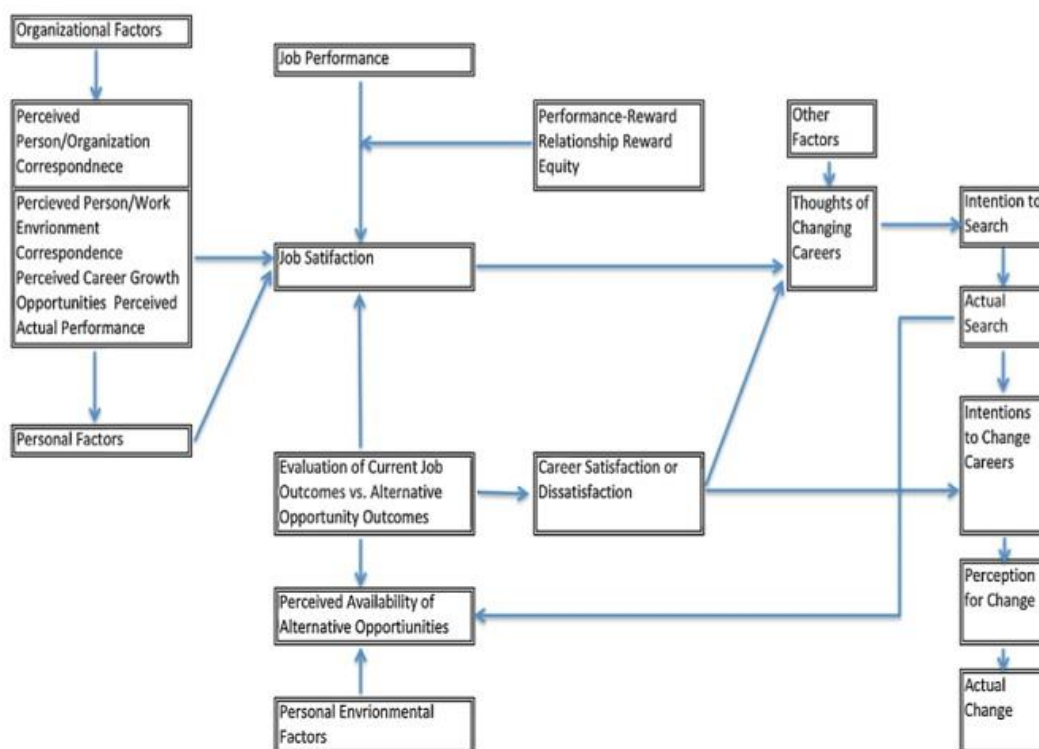 Organizational Factors
Perceived
Person/Organization
Correspondnece
Percieved Person/Work
Envrionment
Correspondence
Perceived Career Growth
Opportunities Perceived
Actual Performance
Personal Factors
Job Performance
Performance-Reward
Relationship Reward
Equity
Job Satifaction
Evaluation of Current Job
Outcomes vs. Alternative
Opportunity Outcomes
Career Satisfaction or
Dissatisfaction
Perceived Availability of
Alternative Opportiunities
Personal Envrionmental
Factors
Other
Factors
Thoughts of
Changing
Careers
Intention to
Search
Actual
Search
Intentions
to Change
Careers
Perception
for Change
Actual
Change